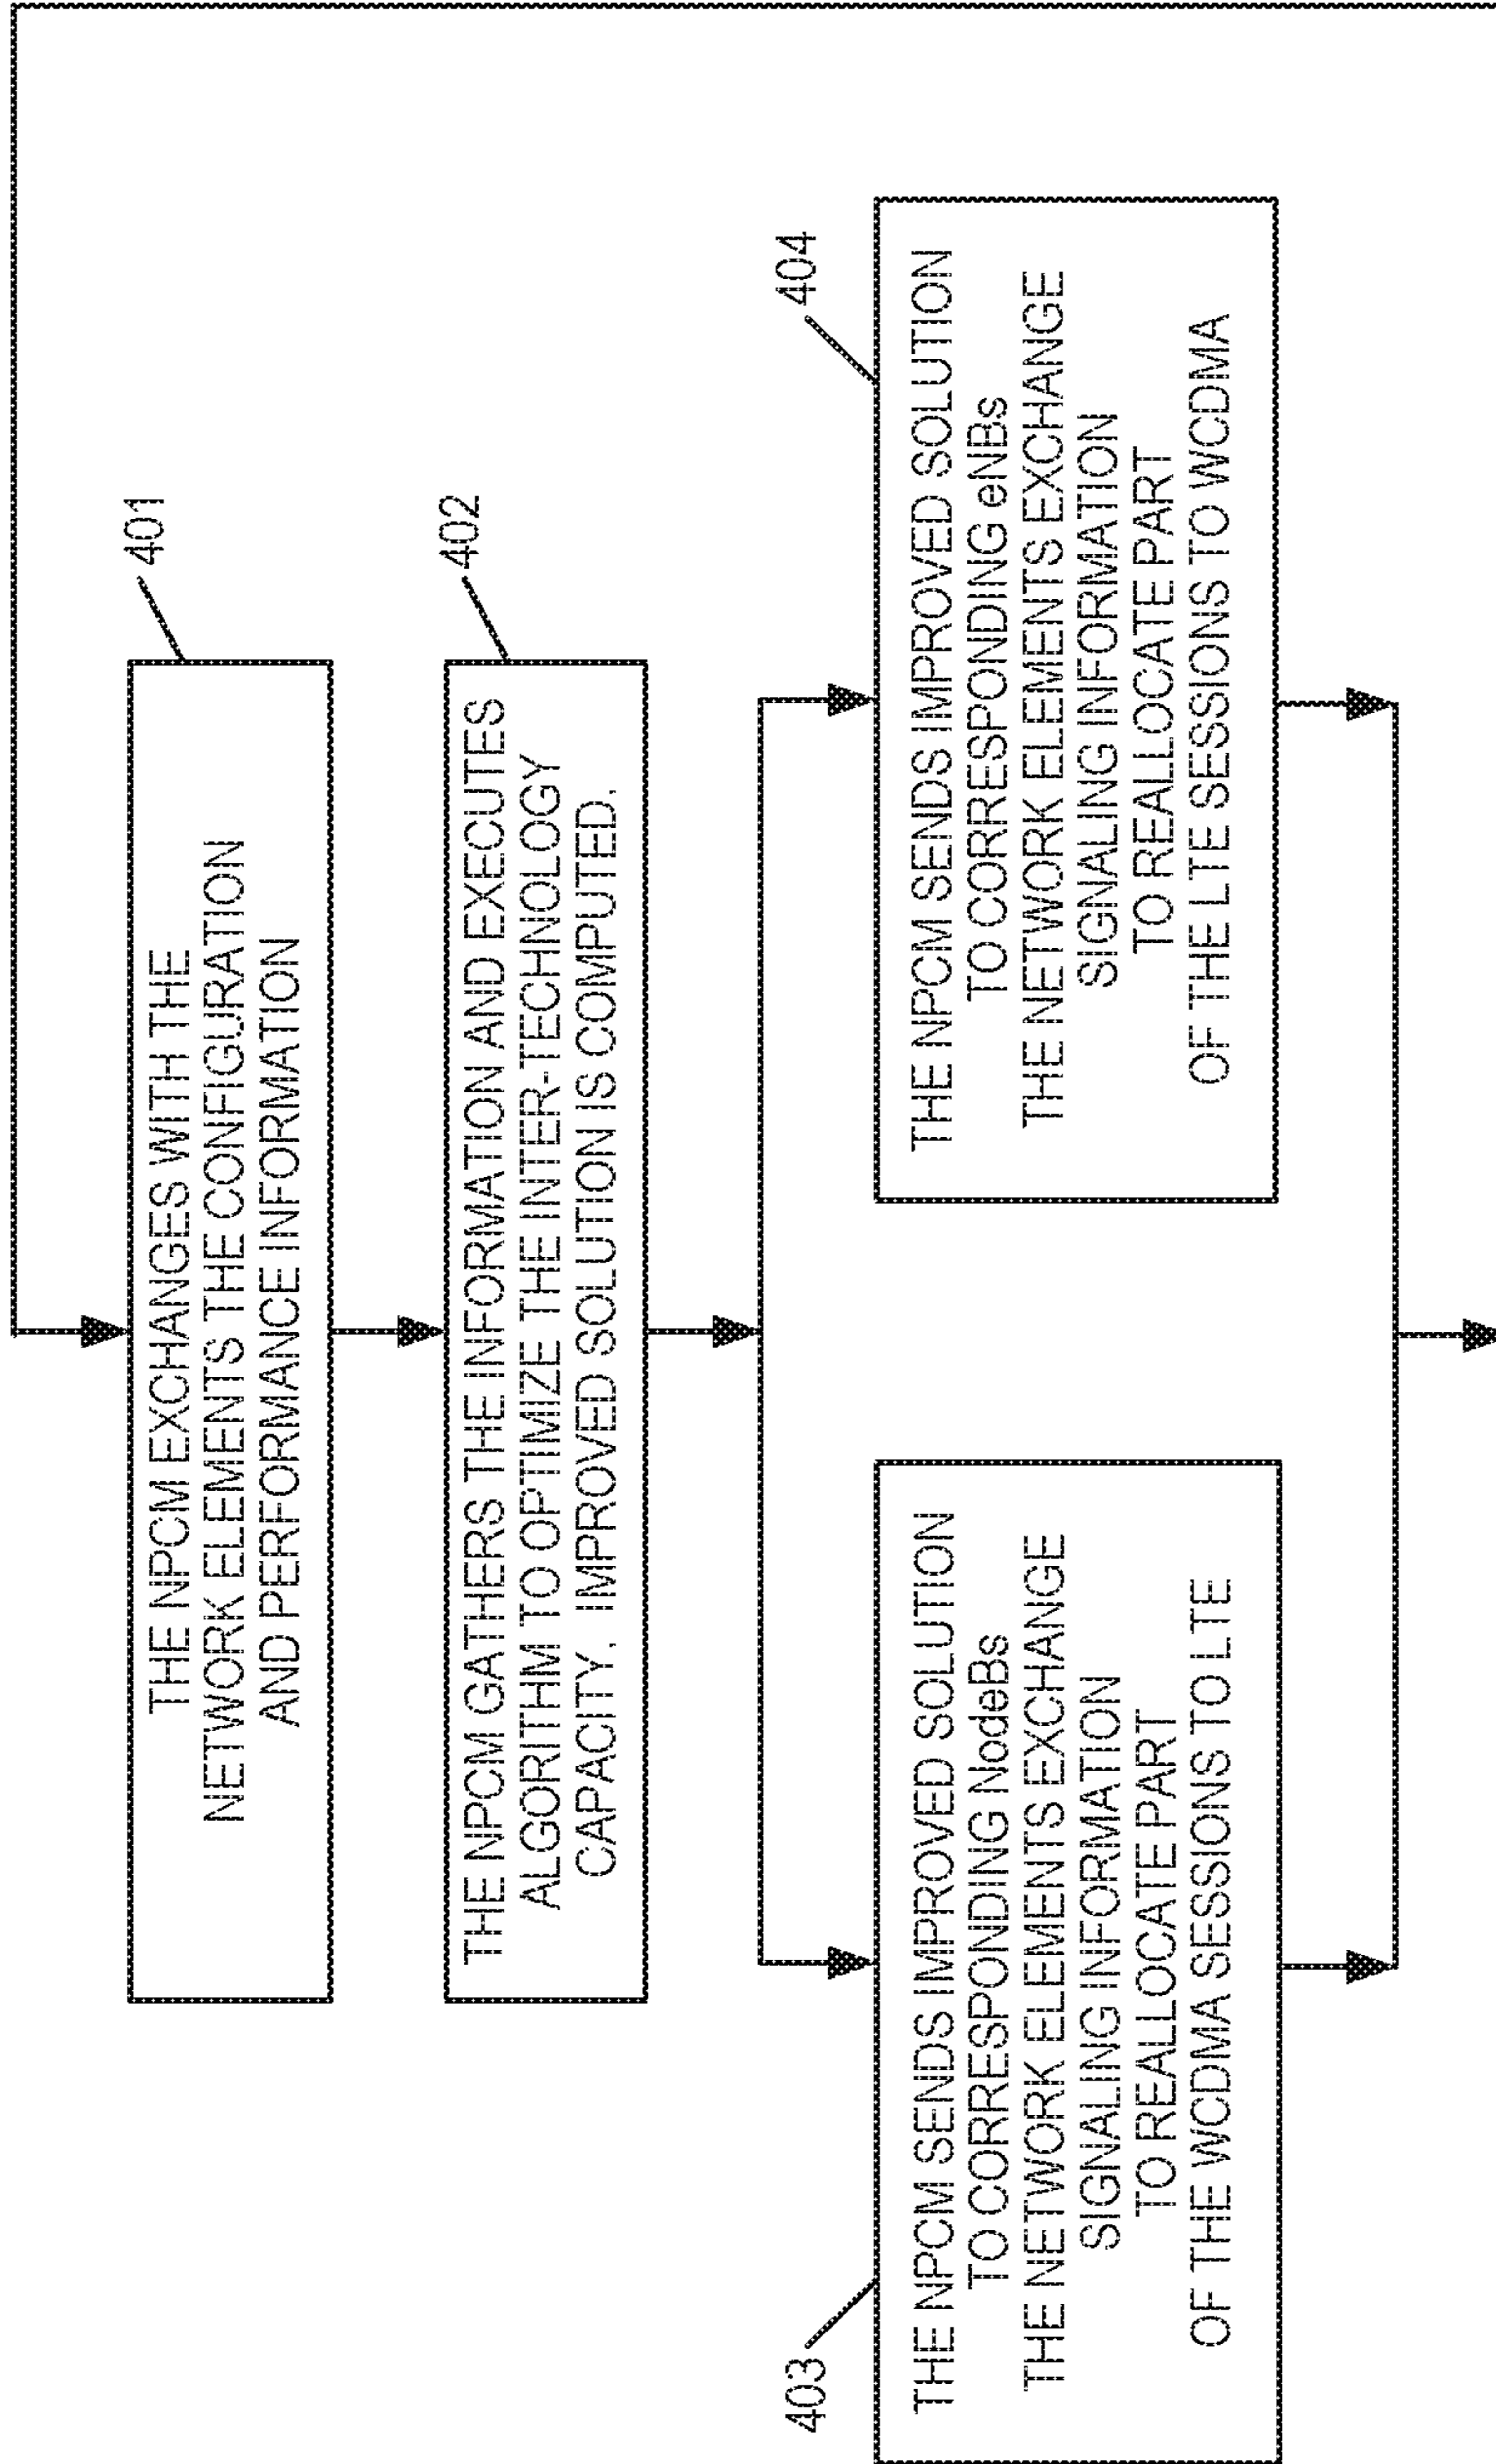 401
THE NPCM EXCHANGES WITH THE
NETWORK ELEMENTS THE CONFIGURATION
AND PERFORMANCE INFORMATION
402
THE NPCM GATHERS THE INFORMATION AND EXECUTES
ALGORITHM TO OPTIMIZE THE INTER-TECHNOLOGY
CAPACITY. IMPROVED SOLUTION IS COMPUTED.
403
THE NPCM SENDS IMPROVED SOLUTION
TO CORRESPONDING NodeBs
THE NETWORK ELEMENTS EXCHANGE
SIGNALING INFORMATION
TO REALLOCATE PART
OF THE WCDMA SESSIONS TO LTE
404
THE NPCM SENDS IMPROVED SOLUTION
TO CORRESPONDING eNBs
THE NETWORK ELEMENTS EXCHANGE
SIGNALING INFORMATION
TO REALLOCATE PART
OF THE LTE SESSIONS TO WCDMA